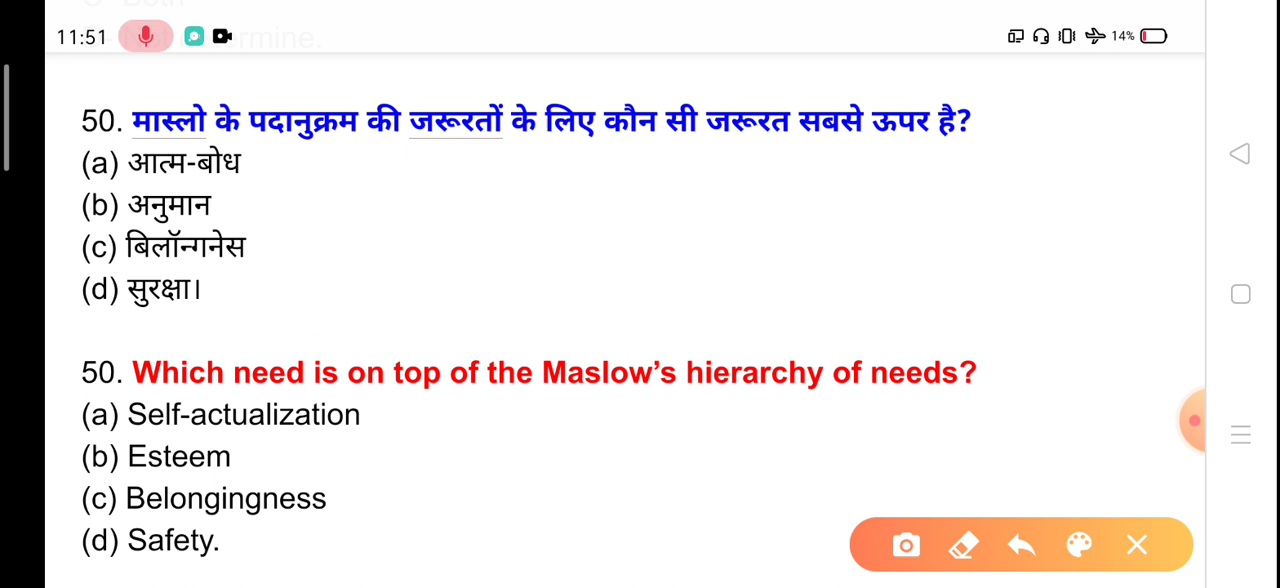 11:51
14%
50. मास्लो के पदानुक्रम की जरूरतों के लिए कौन सी जरूरत सबसे ऊपर है?
(a) आत्म-बोध
(b) अनुमान
(c) बिलॉन्गनेस
(d) सुरक्षा।
50. Which need is on top of the Maslow’s hierarchy of needs?
(a) Self-actualization
(b) Esteem
(c) Belongingness
(d) Safety.